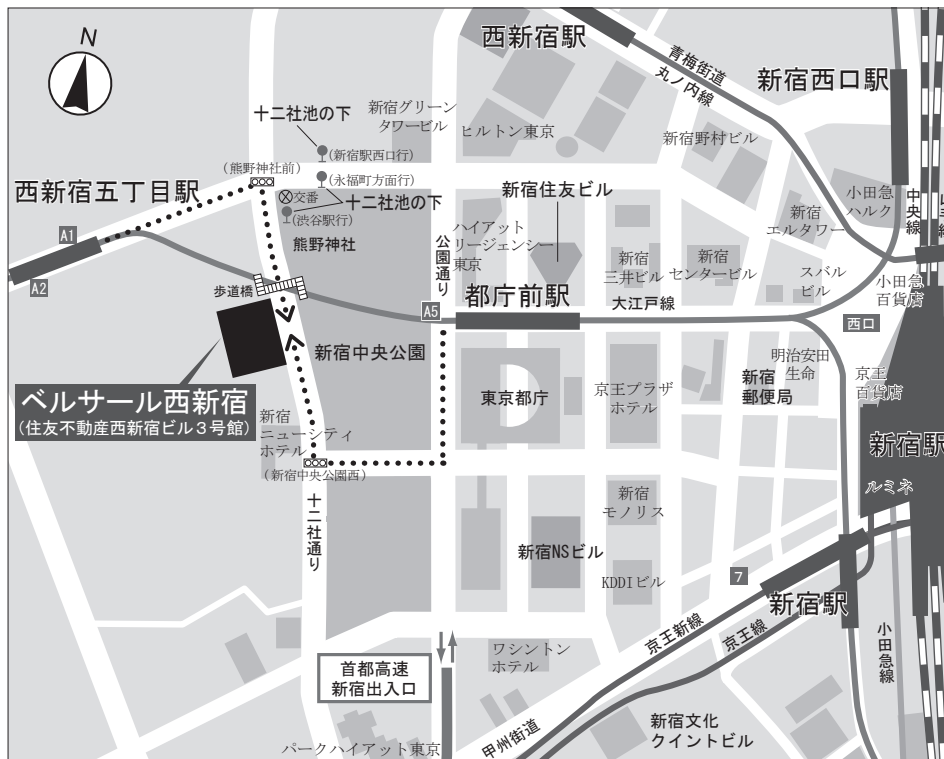 N
西新宿駅
青梅街道
丸ノ内線
新宿西口駅
十二社池の下
新宿グリーン
タワービル
ヒルトン東京
新宿野村ビル
(新宿駅西口行)
(熊野神社前)
(永福町方面行)
西新宿五丁目駅
交番
十二社池の下
(渋谷駅行)
熊野神社
新宿住友ビル
小田急
ハルク
中央線
新宿
エルタワー
ハイアット
リージェンシー
東京
公園通り
新宿
三井ビル
新宿
センタービル
スバル
ビル
小田急
百貨店
A1
A2
歩道橋
A5
都庁前駅
大江戸線
西口
新宿中央公園
明治安田
生命
ベルサール西新宿
(住友不動産西新宿ビル3号館)
東京都庁
京王プラザ
ホテル
新宿
郵便局
京王
百貨店
新宿
ニューシティ
ホテル
新宿駅
(新宿中央公園西)
ルミネ
十二社通り
新宿
モノリス
新宿NSビル
KDDIビル
7
新宿駅
京王新線
京王線
小田急線
ワシントン
ホテル
首都高速
新宿出入口
甲州街道
新宿文化
クイントビル
パークハイアット東京